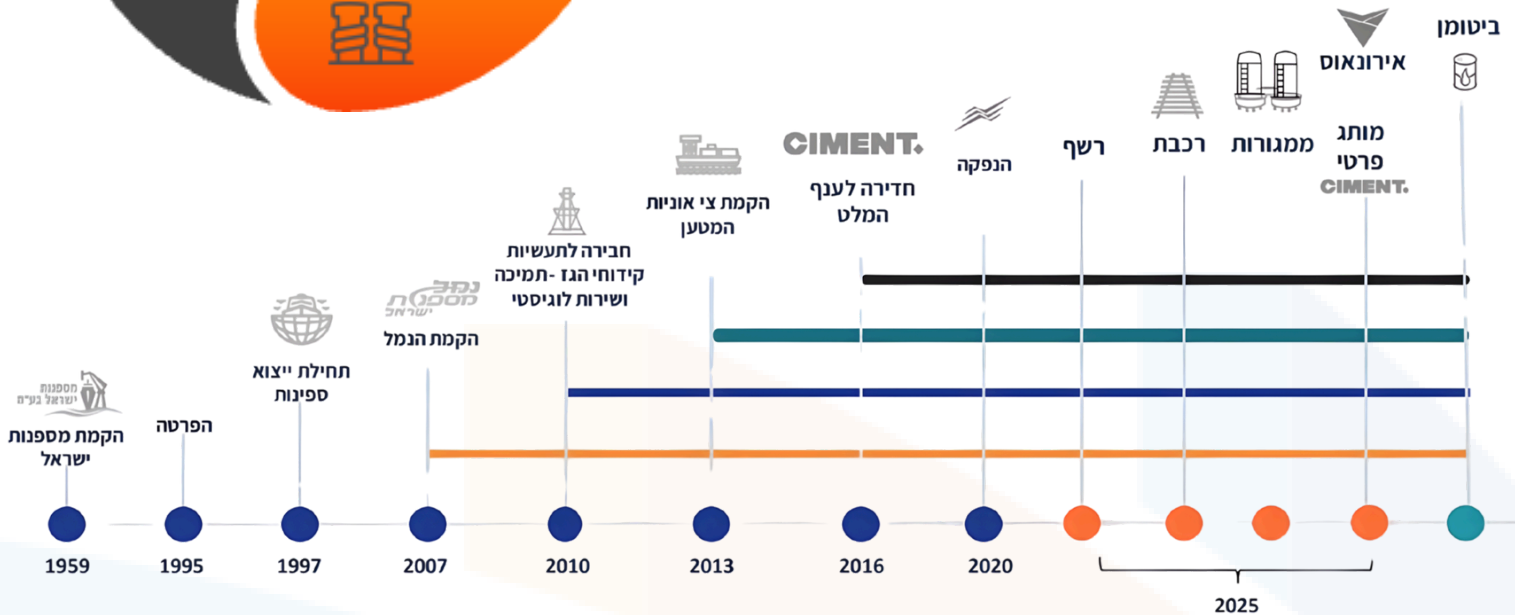 מספנות
ישראל בע"מ
הקמת מספנות
ישראל
1959
הפרטה
1995
תחילת ייצוא
ספינות
1997
נמל
מספנות
ישראל
הקמת הנמל
2007
חבירה לתעשיות
קידוחי הגז -תמיכה
ושירות לוגיסטי
2010
הקמת צי אוניות
המטען
2013
CIMENT.
חדירה לענף
המלט
2016
הנפקה
2020
רשף
רכבת
ממגורות
אירונאוס
מותג
פרטי
CIMENT.
2025
ביטומן